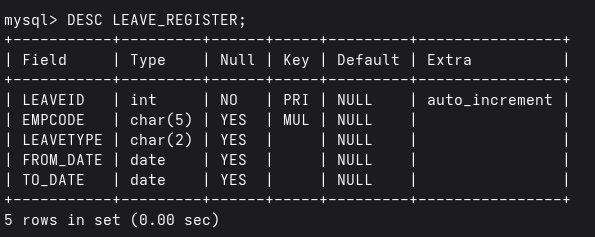 mysql> DESC LEAVE_REGISTER;
+-----------+---------+------+-----+---------+----------------+
| Field     | Type    | Null | Key | Default | Extra          |
+-----------+---------+------+-----+---------+----------------+
| LEAVEID   | int     | NO   | PRI | NULL    | auto_increment |
| EMPCODE   | char(5) | YES  | MUL | NULL    |                |
| LEAVETYPE | char(2) | YES  |     | NULL    |                |
| FROM_DATE | date    | YES  |     | NULL    |                |
| TO_DATE   | date    | YES  |     | NULL    |                |
+-----------+---------+------+-----+---------+----------------+
5 rows in set (0.00 sec)